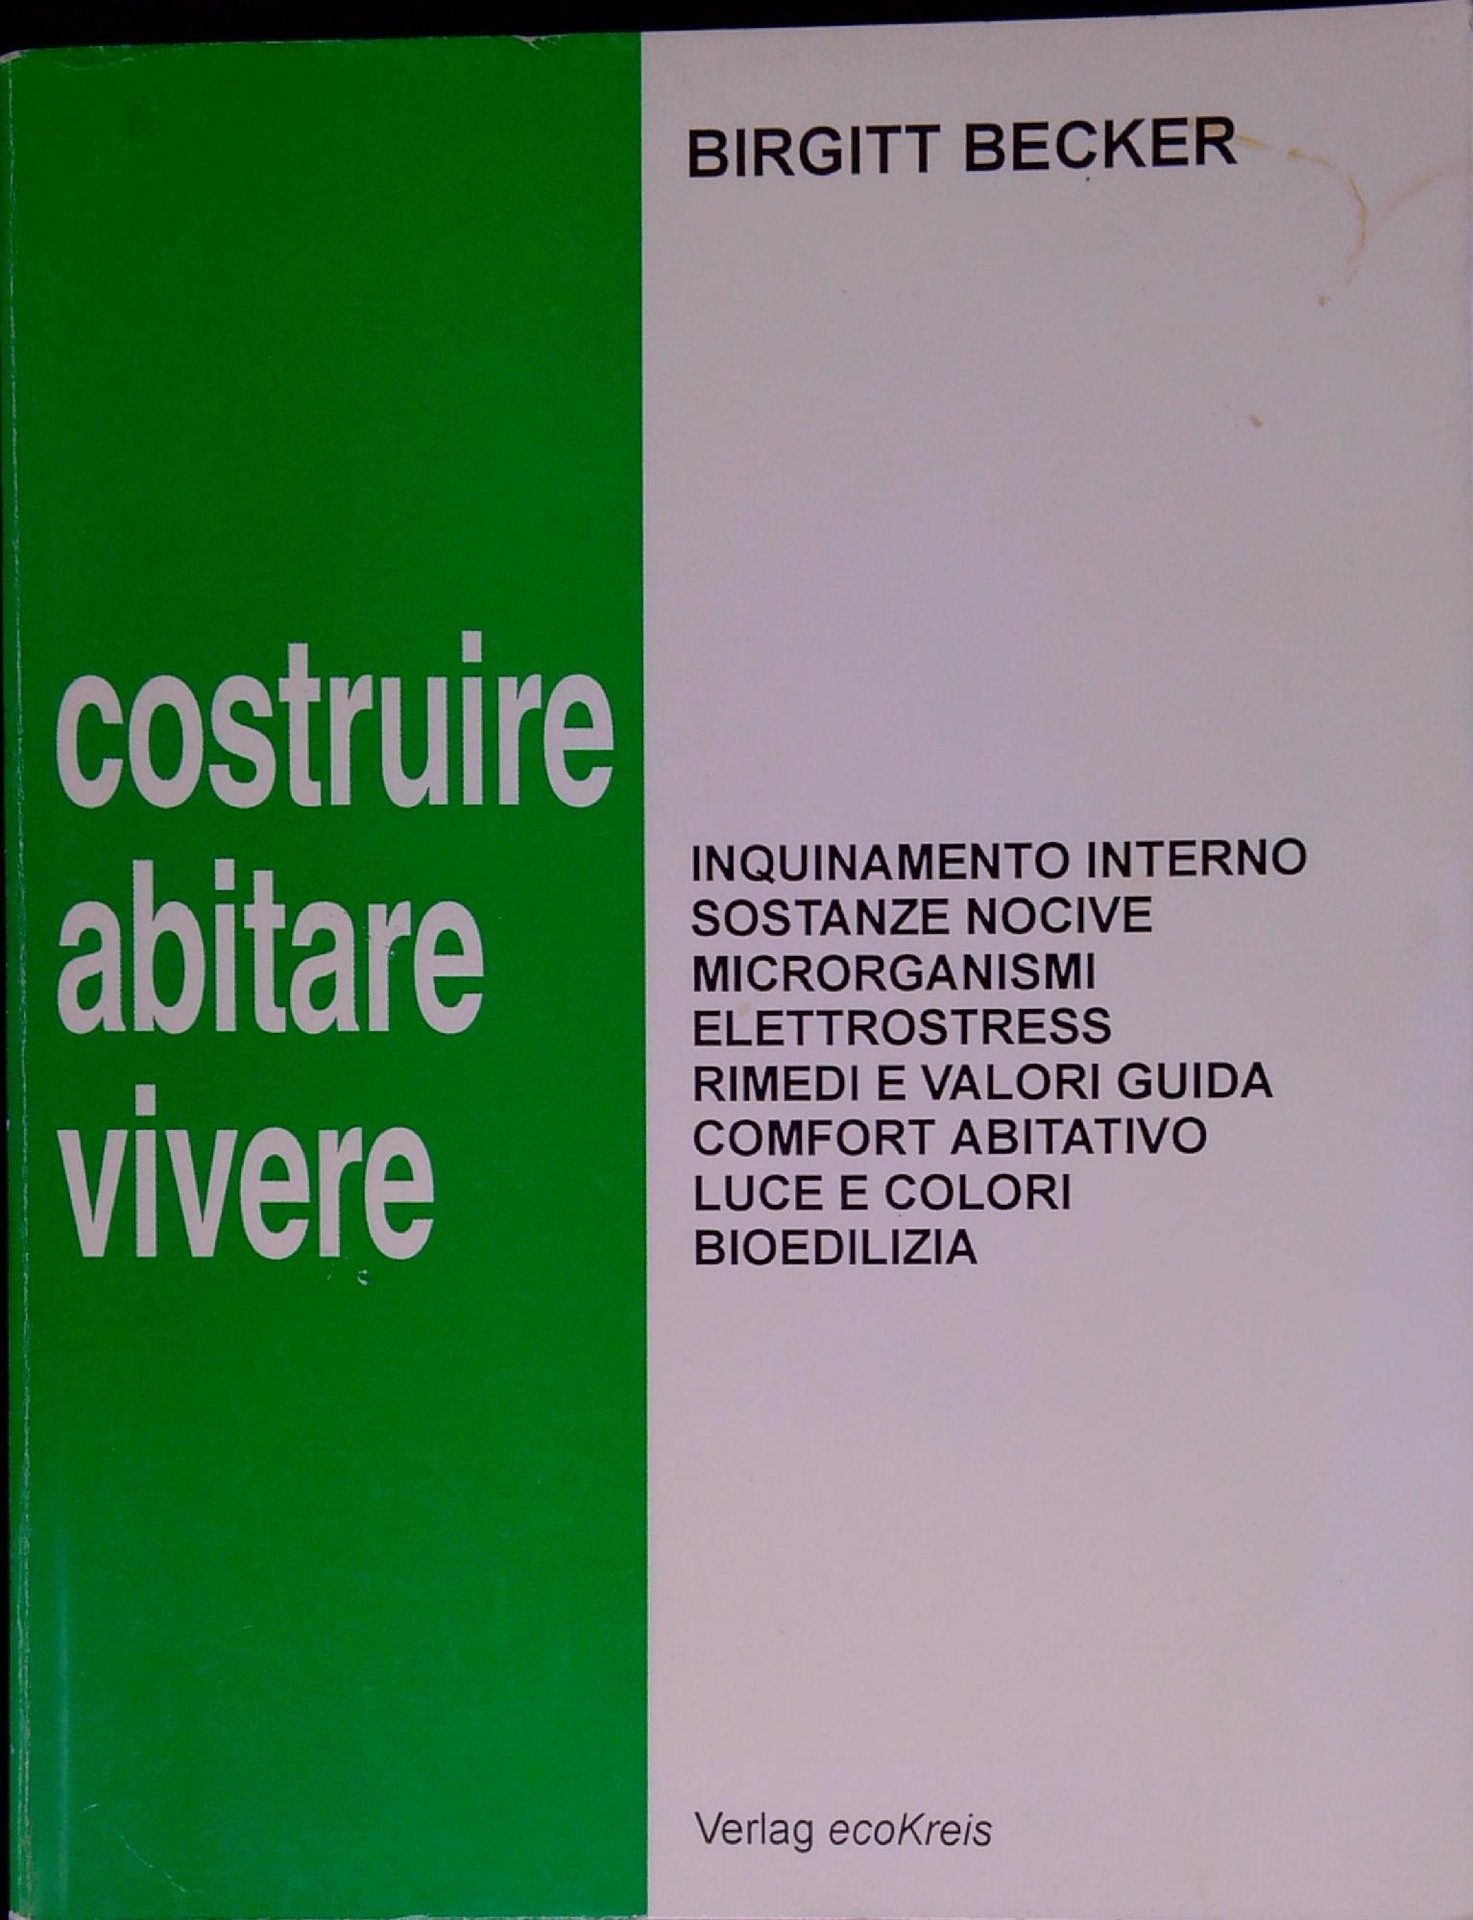 BIRGITT BECKER
costruire
abitare
vivere
INQUINAMENTO INTERNO
SOSTANZE NOCIVE
MICRORGANISMI
ELETTROSTRESS
RIMEDI E VALORI GUIDA
COMFORT ABITATIVO
LUCE E COLORI
BIOEDILIZIA
Verlag ecoKreis